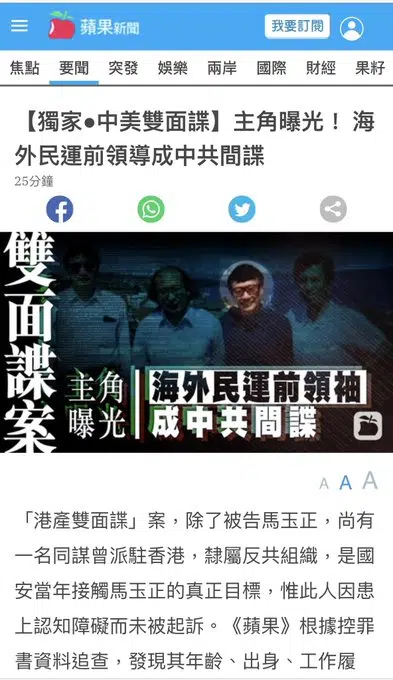 蘋果新聞
我要訂閱
焦點 要聞 突發 娛樂 兩岸 國際 財經 果籽
【獨家●中美雙面諜】主角曝光！ 海
外民運前領導成中共間諜
25分鐘
雙面諜案
主角
曝光
海外民運前領袖
成中共間諜
A A A
「港產雙面諜」案，除了被告馬玉正，尚有
一名同謀曾派駐香港，隸屬反共組織，是國
安當年接觸馬玉正的真正目標，惟此人因患
上認知障礙而未被起訴。《蘋果》根據控罪
書資料追查，發現其年齡、出身、工作履